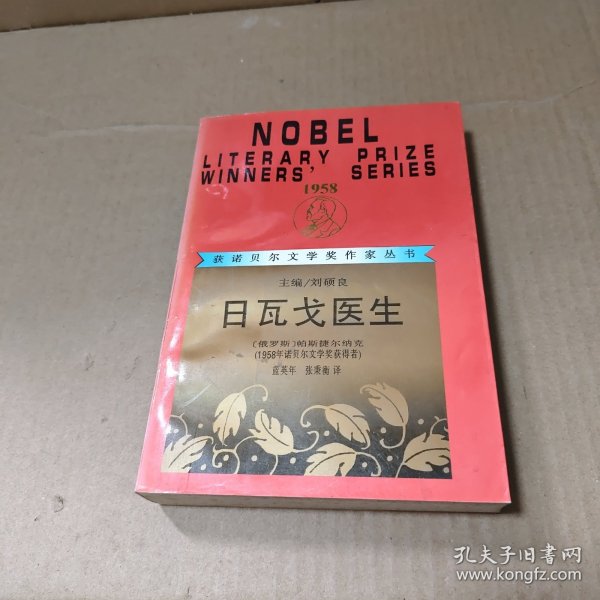 NOBEL
LITERARY PRIZE
WINNERS' SERIES
1958
获诺贝尔文学奖作家丛书
主编/刘硕良
日瓦戈医生
〔俄罗斯〕帕斯捷尔纳克
(1958年诺贝尔文学奖获得者)
蓝英年 张秉衡 译
孔夫子旧书网
www.kongfz.com